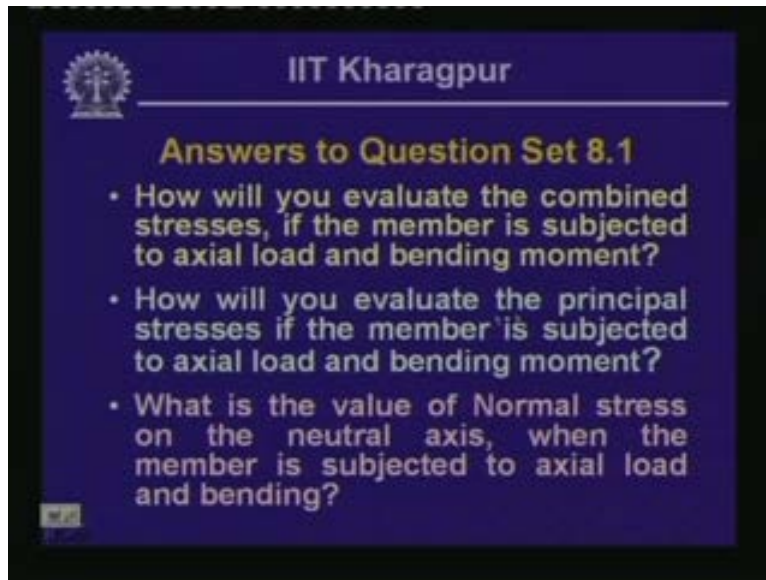 IIT Kharagpur
Answers to Question Set 8.1
• How will you evaluate the combined
stresses, if the member is subjected
to axial load and bending moment?
• How will you evaluate the principal
stresses if the member is subjected
to axial load and bending moment?
• What is the value of Normal stress
on the neutral axis, when the
member is subjected to axial load
and bending?